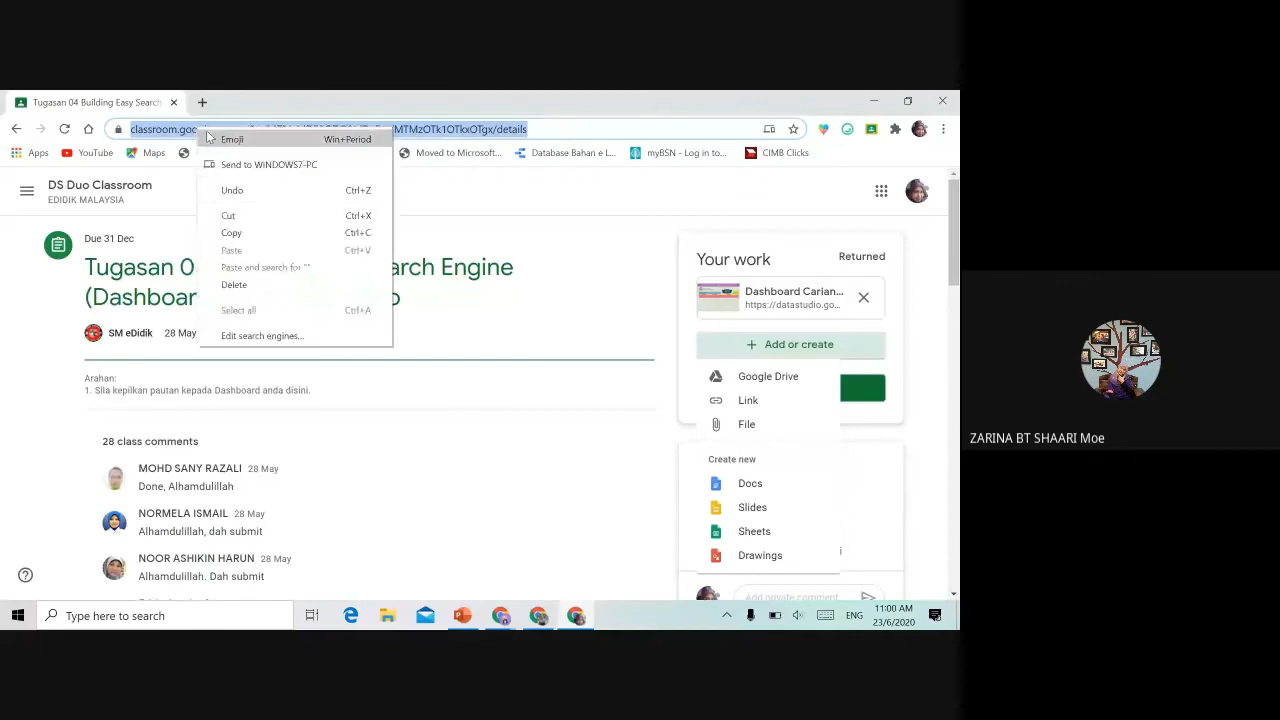 Tugasan 04 Building Easy Search
classroom.goo
MTMzOTk1OTkxOTgx/details
Apps
YouTube
Maps
Moved to Microsoft...
Database Bahan e L...
myBSN - Log in to...
CIMB Clicks
Emoji Win+Period
Send to WINDOWS7-PC
Undo Ctrl+Z
Cut Ctrl+X
Copy Ctrl+C
Paste Ctrl+V
Paste and search for ""
Delete
Select all Ctrl+A
Edit search engines...
DS Duo Classroom
EDIDIK MALAYSIA
Due 31 Dec
Tugasan 0 arch Engine
(Dashboar o
SM eDidik 28 May
Arahan:
1. Sila kepilkan pautan kepada Dashboard anda disini.
28 class comments
MOHD SANY RAZALI 28 May
Done, Alhamdulillah
NORMELA ISMAIL 28 May
Alhamdulillah, dah submit
NOOR ASHIKIN HARUN 28 May
Alhamdulillah. Dah submit
Your work Returned
Dashboard Carian...
https://datastudio.go...
+ Add or create
Google Drive
Link
File
Create new
Docs
Slides
Sheets
Drawings
Add private comment
Type here to search
ENG
11:00 AM
23/6/2020
ZARINA BT SHAARI Moe